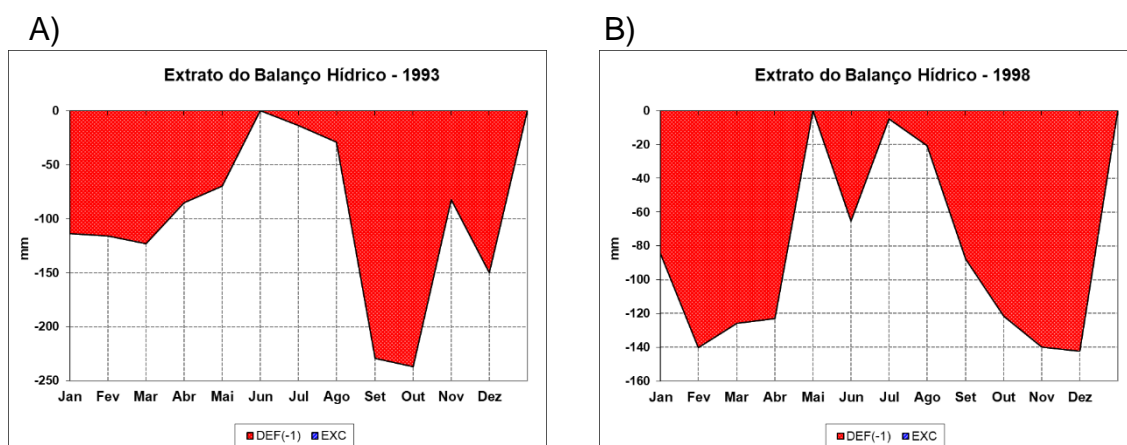 A)
Extrato do Balanço Hídrico - 1993
0
-50
-100
-150
-200
-250
mm
Jan Fev Mar Abr Mai Jun Jul Ago Set Out Nov Dez
DEF(-1) EXC
B)
Extrato do Balanço Hídrico - 1998
0
-20
-40
-60
-80
-100
-120
-140
-160
mm
Jan Fev Mar Abr Mai Jun Jul Ago Set Out Nov Dez
DEF(-1) EXC